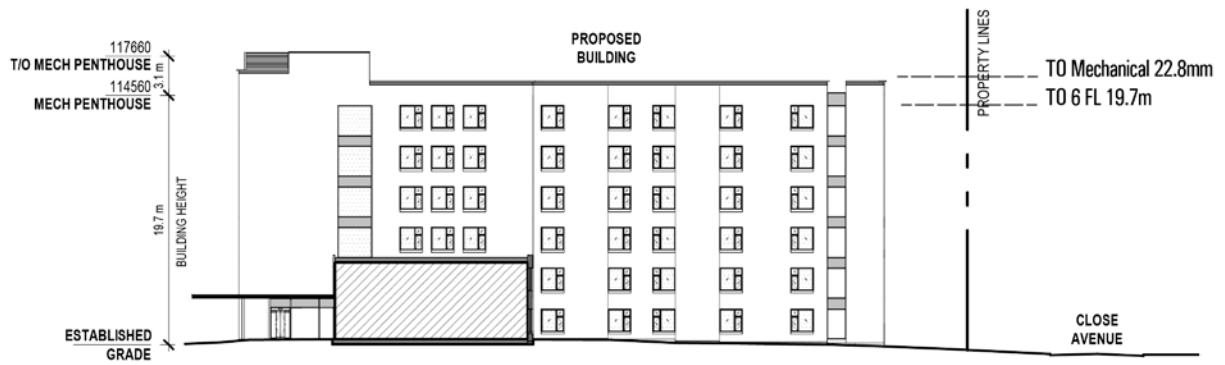 117660
T/O MECH PENTHOUSE
3.1 m
114560
MECH PENTHOUSE
19.7 m
BUILDING HEIGHT
ESTABLISHED
GRADE
PROPOSED
BUILDING
PROPERTY LINES
TO Mechanical 22.8mm
TO 6 FL 19.7m
CLOSE
AVENUE